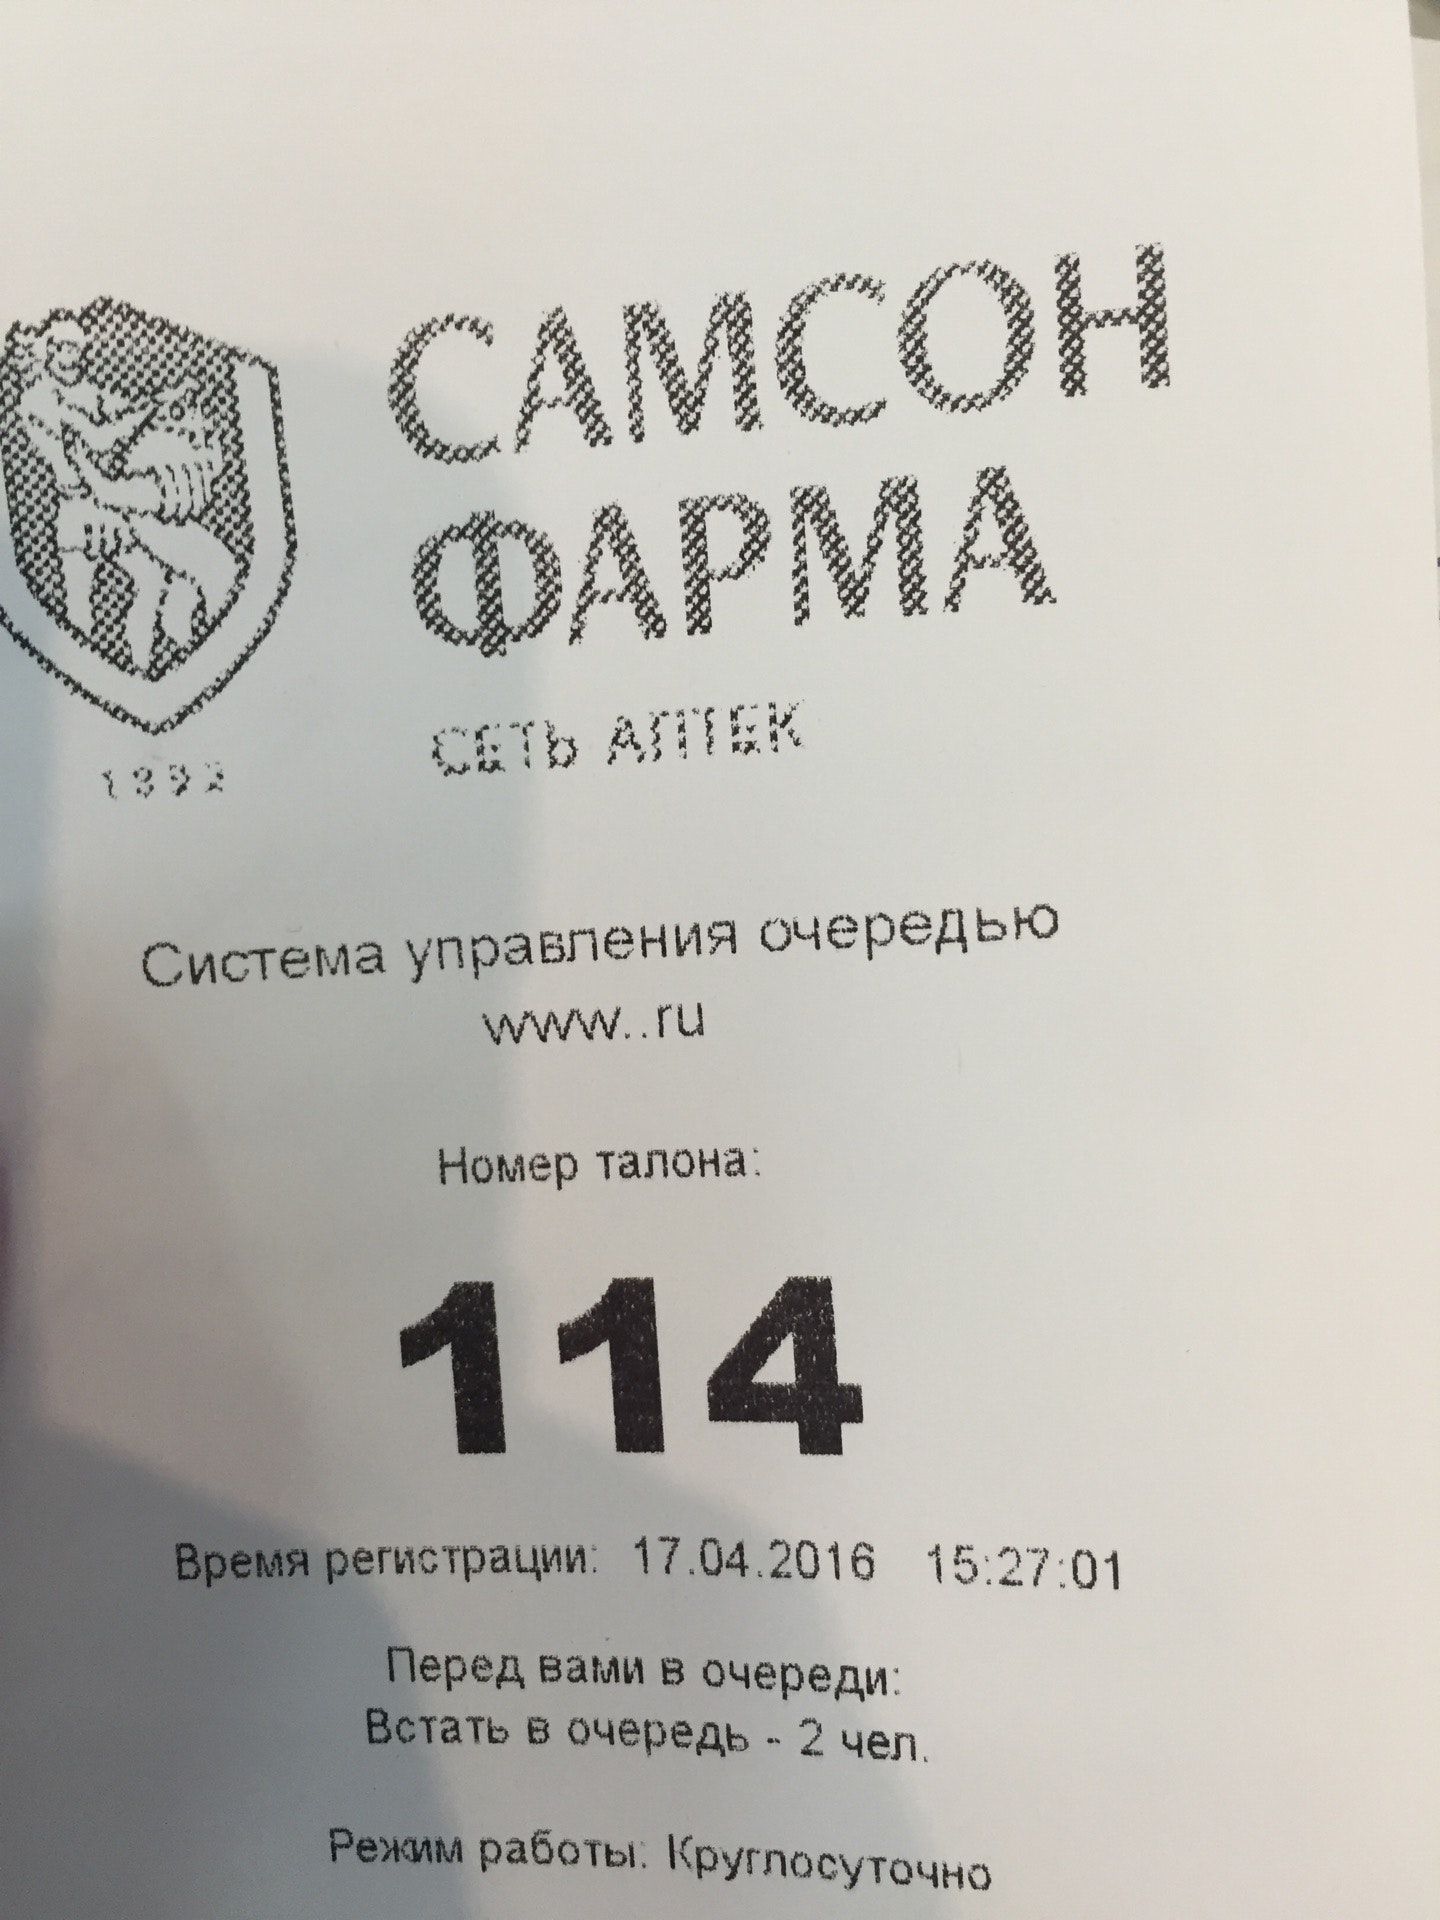 САМСОН
ФАРМА
СЕТЬ АПТЕК
Система управления очередью
www..ru
Номер талона:
114
Время регистрации: 17.04.2016 15:27:01
Перед вами в очереди:
Встать в очередь - 2 чел.
Режим работы: Круглосуточно